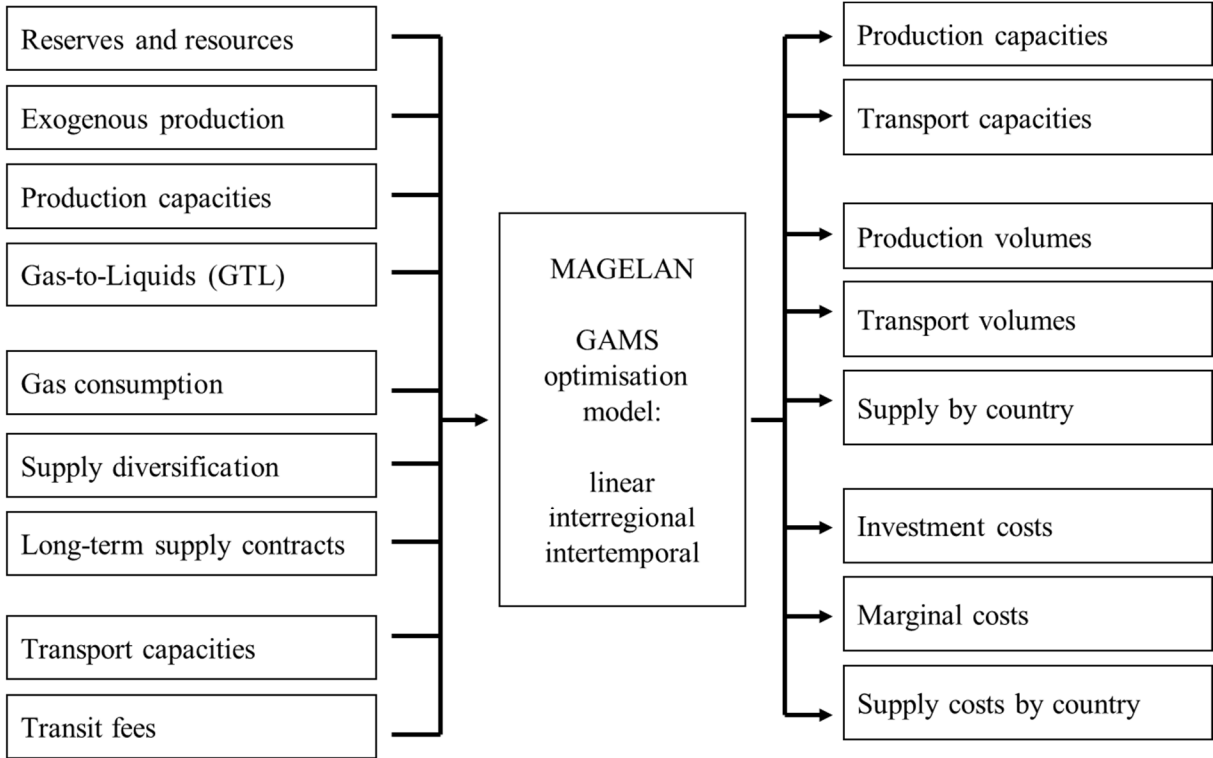 Reserves and resources
Exogenous production
Production capacities
Gas-to-Liquids (GTL)
Gas consumption
Supply diversification
Long-term supply contracts
Transport capacities
Transit fees
MAGELAN
GAMS
optimisation
model:
linear
interregional
intertemporal
Production capacities
Transport capacities
Production volumes
Transport volumes
Supply by country
Investment costs
Marginal costs
Supply costs by country